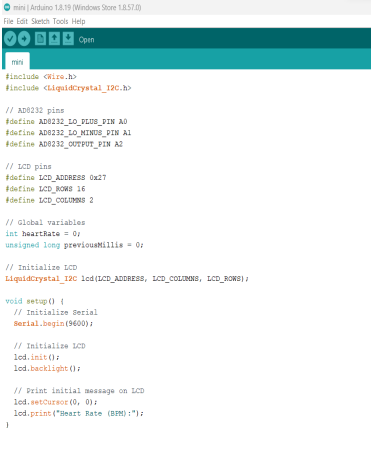 mini | Arduino 1.8.19 (Windows Store 1.8.57.0)
File Edit Sketch Tools Help
Open
mini
#include <Wire.h>
#include <LiquidCrystal_I2C.h>
// AD8232 pins
#define AD8232_LO_PLUS_PIN A0
#define AD8232_LO_MINUS_PIN A1
#define AD8232_OUTPUT_PIN A2
// LCD pins
#define LCD_ADDRESS 0x27
#define LCD_ROWS 16
#define LCD_COLUMNS 2
// Global variables
int heartRate = 0;
unsigned long previousMillis = 0;
// Initialize LCD
LiquidCrystal_I2C lcd(LCD_ADDRESS, LCD_COLUMNS, LCD_ROWS);
void setup() {
  // Initialize Serial
  Serial.begin(9600);
  // Initialize LCD
  lcd.init();
  lcd.backlight();
  // Print initial message on LCD
  lcd.setCursor(0, 0);
  lcd.print("Heart Rate (BPM):");
}